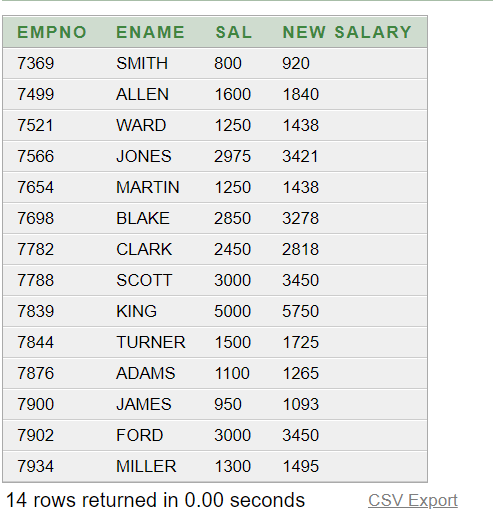 EMPNO ENAME SAL NEW SALARY
7369 SMITH 800 920
7499 ALLEN 1600 1840
7521 WARD 1250 1438
7566 JONES 2975 3421
7654 MARTIN 1250 1438
7698 BLAKE 2850 3278
7782 CLARK 2450 2818
7788 SCOTT 3000 3450
7839 KING 5000 5750
7844 TURNER 1500 1725
7876 ADAMS 1100 1265
7900 JAMES 950 1093
7902 FORD 3000 3450
7934 MILLER 1300 1495
14 rows returned in 0.00 seconds CSV Export